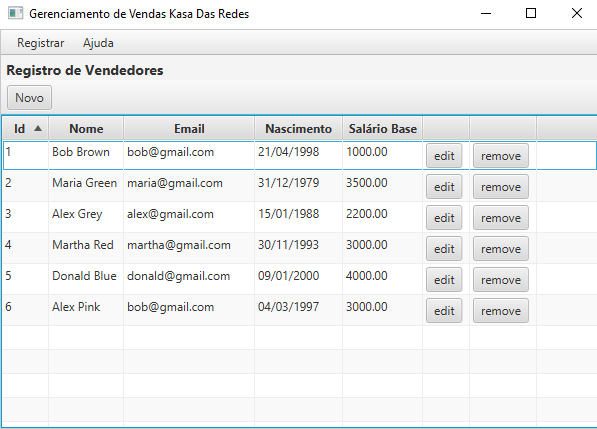 Gerenciamento de Vendas Kasa Das Redes
Registrar Ajuda
Registro de Vendedores
Novo
Id Nome Email Nascimento Salário Base
1 Bob Brown bob@gmail.com 21/04/1998 1000.00 edit remove
2 Maria Green maria@gmail.com 31/12/1979 3500.00 edit remove
3 Alex Grey alex@gmail.com 15/01/1988 2200.00 edit remove
4 Martha Red martha@gmail.com 30/11/1993 3000.00 edit remove
5 Donald Blue donald@gmail.com 09/01/2000 4000.00 edit remove
6 Alex Pink bob@gmail.com 04/03/1997 3000.00 edit remove